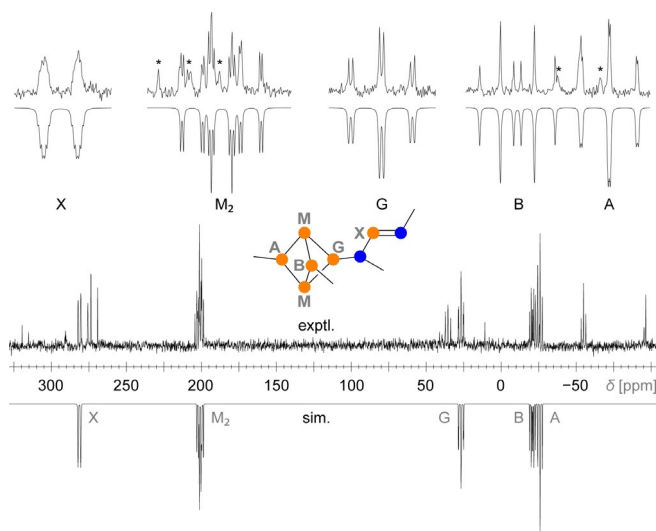 * * * * *
X M₂ G B A
M
A X
G
B
M
exptl.
300 250 200 150 100 50 0 −50 δ [ppm]
X M₂ sim. G B A